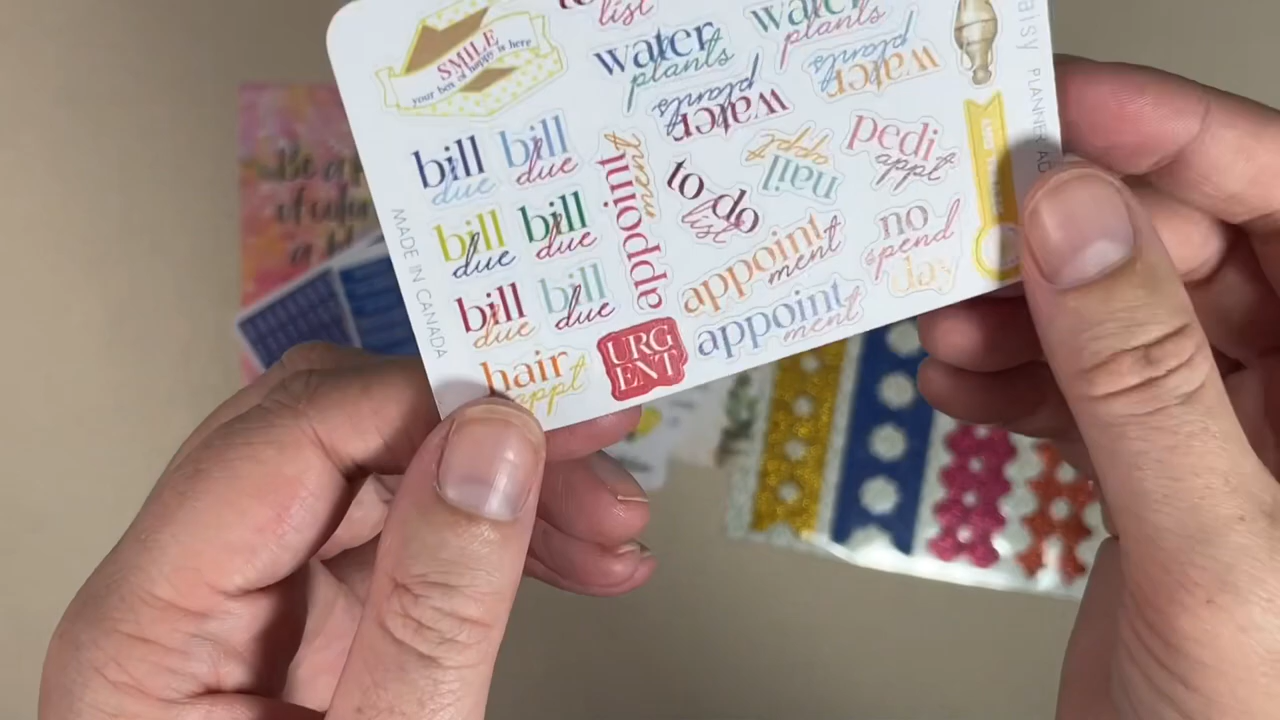 list
SMILE
your box of happy is here
water
plants
water
plants
water
plants
water
plants
bill
due
bill
due
bill
due
bill
due
bill
due
bill
due
appoint
ment
to do
list
nail
appt
pedi
appt
no
spend
day
appoint
ment
appoint
ment
hair
appt
URG
ENT
MADE IN CANADA
Be a